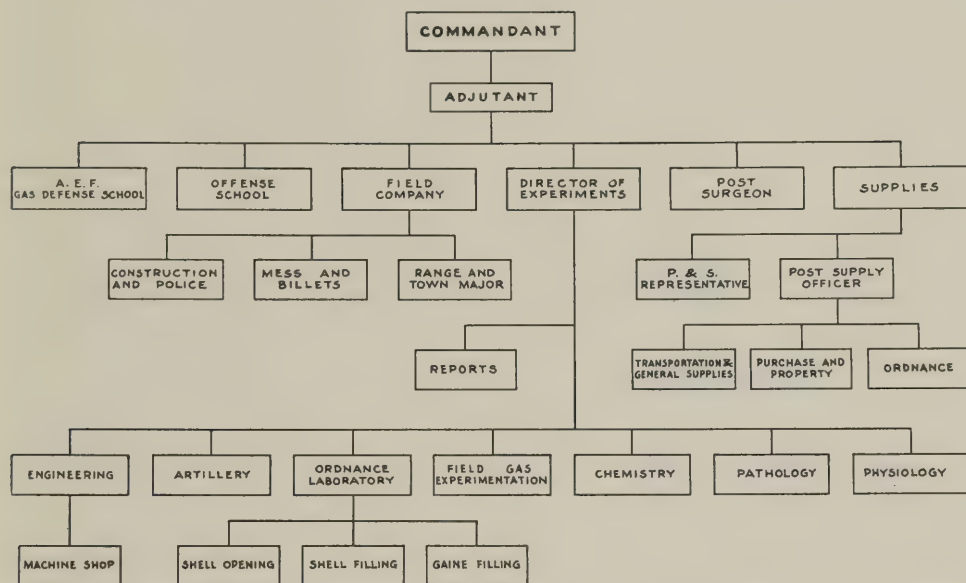 COMMANDANT
ADJUTANT
A. E. F.
GAS DEFENSE SCHOOL
OFFENSE
SCHOOL
FIELD
COMPANY
DIRECTOR OF
EXPERIMENTS
POST
SURGEON
SUPPLIES
CONSTRUCTION
AND POLICE
MESS AND
BILLETS
RANGE AND
TOWN MAJOR
P. & S.
REPRESENTATIVE
POST SUPPLY
OFFICER
REPORTS
TRANSPORTATION &
GENERAL SUPPLIES
PURCHASE AND
PROPERTY
ORDNANCE
ENGINEERING
ARTILLERY
ORDNANCE
LABORATORY
FIELD GAS
EXPERIMENTATION
CHEMISTRY
PATHOLOGY
PHYSIOLOGY
MACHINE SHOP
SHELL OPENING
SHELL FILLING
GAINE FILLING